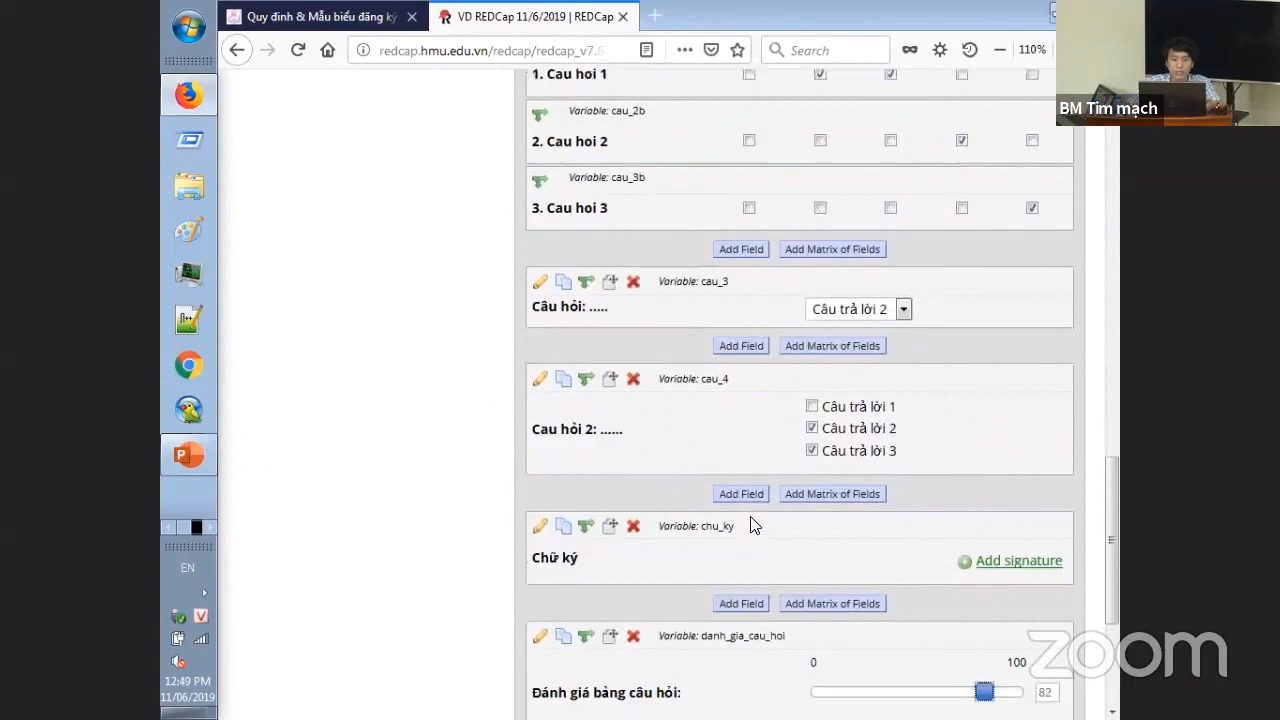 Quy định & Mẫu biểu đăng ký
VD REDCap 11/6/2019 | REDCap
redcap.hmu.edu.vn/redcap/redcap_v7.6
Search
110%
BM Tim mạch
1. Cau hoi 1
Variable: cau_2b
2. Cau hoi 2
Variable: cau_3b
3. Cau hoi 3
Add Field
Add Matrix of Fields
Variable: cau_3
Câu hỏi: .....
Câu trả lời 2
Add Field
Add Matrix of Fields
Variable: cau_4
Câu trả lời 1
Cau hỏi 2: ......
Câu trả lời 2
Câu trả lời 3
Add Field
Add Matrix of Fields
Variable: chu_ky
Chữ ký
Add signature
Add Field
Add Matrix of Fields
Variable: danh_gia_cau_hoi
0
100
Đánh giá bảng câu hỏi:
82
EN
12:49 PM
11/06/2019
zoom